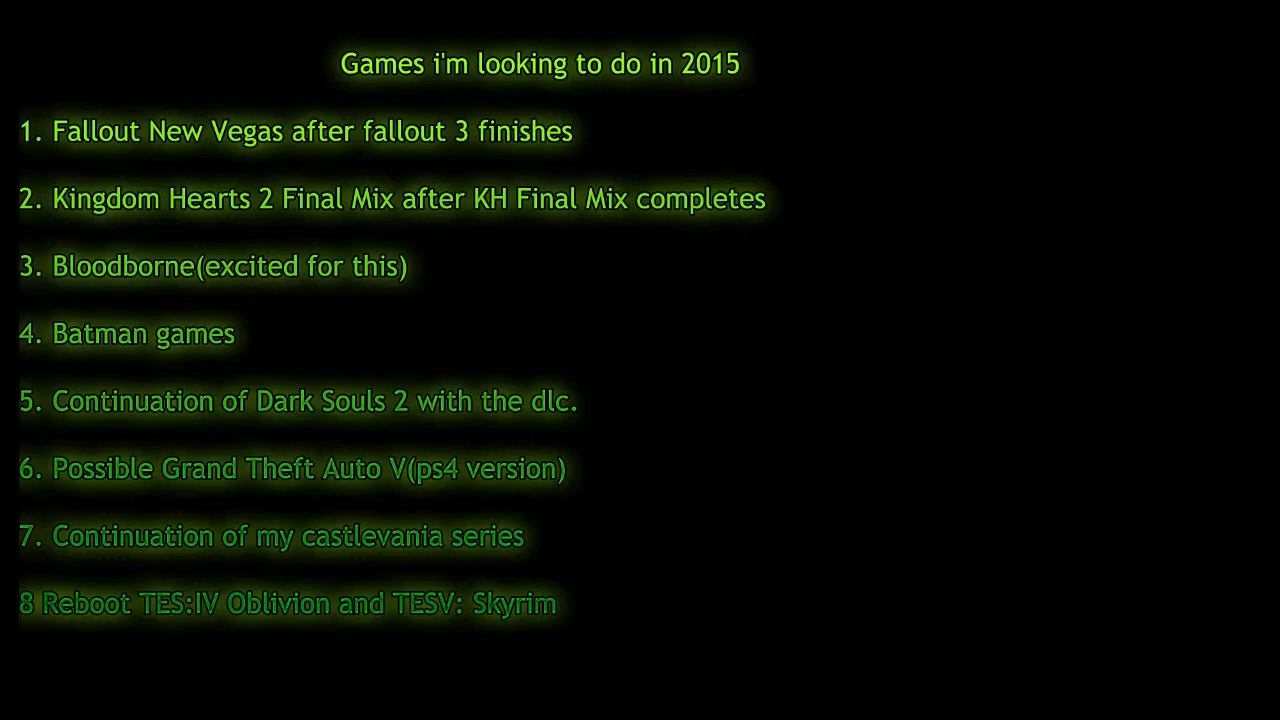 Games i'm looking to do in 2015
1. Fallout New Vegas after fallout 3 finishes
2. Kingdom Hearts 2 Final Mix after KH Final Mix completes
3. Bloodborne(excited for this)
4. Batman games
5. Continuation of Dark Souls 2 with the dlc.
6. Possible Grand Theft Auto V(ps4 version)
7. Continuation of my castlevania series
8 Reboot TES:IV Oblivion and TESV: Skyrim